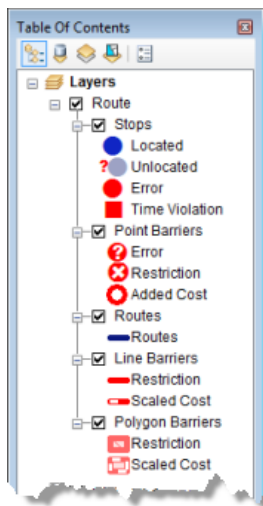 Table Of Contents
Layers
Route
Stops
Located
? Unlocated
Error
Time Violation
Point Barriers
? Error
Restriction
Added Cost
Routes
Routes
Line Barriers
Restriction
Scaled Cost
Polygon Barriers
Restriction
Scaled Cost